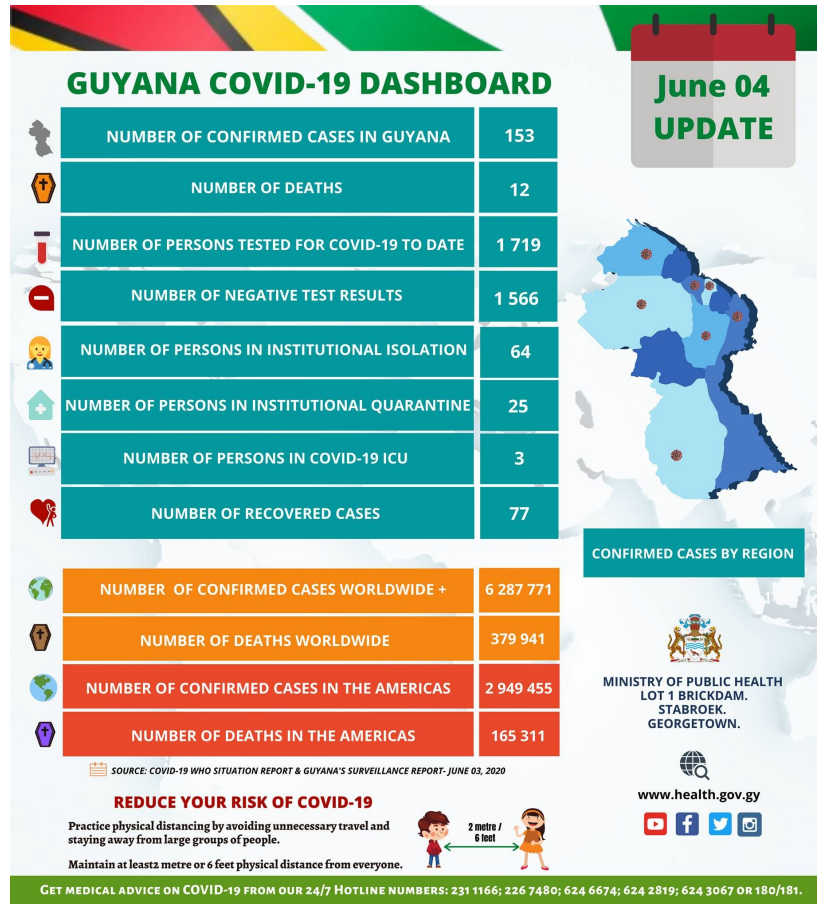 GUYANA COVID-19 DASHBOARD
June 04
UPDATE
NUMBER OF CONFIRMED CASES IN GUYANA 153
NUMBER OF DEATHS 12
NUMBER OF PERSONS TESTED FOR COVID-19 TO DATE 1 719
NUMBER OF NEGATIVE TEST RESULTS 1 566
NUMBER OF PERSONS IN INSTITUTIONAL ISOLATION 64
NUMBER OF PERSONS IN INSTITUTIONAL QUARANTINE 25
NUMBER OF PERSONS IN COVID-19 ICU 3
NUMBER OF RECOVERED CASES 77
CONFIRMED CASES BY REGION
NUMBER OF CONFIRMED CASES WORLDWIDE + 6 287 771
NUMBER OF DEATHS WORLDWIDE 379 941
NUMBER OF CONFIRMED CASES IN THE AMERICAS 2 949 455
NUMBER OF DEATHS IN THE AMERICAS 165 311
SOURCE: COVID-19 WHO SITUATION REPORT & GUYANA'S SURVEILLANCE REPORT- JUNE 03, 2020
MINISTRY OF PUBLIC HEALTH
LOT 1 BRICKDAM.
STABROEK.
GEORGETOWN.
www.health.gov.gy
REDUCE YOUR RISK OF COVID-19
Practice physical distancing by avoiding unnecessary travel and
staying away from large groups of people.
Maintain at least2 metre or 6 feet physical distance from everyone.
2 metre /
6 feet
GET MEDICAL ADVICE ON COVID-19 FROM OUR 24/7 HOTLINE NUMBERS: 231 1166; 226 7480; 624 6674; 624 2819; 624 3067 OR 180/181.